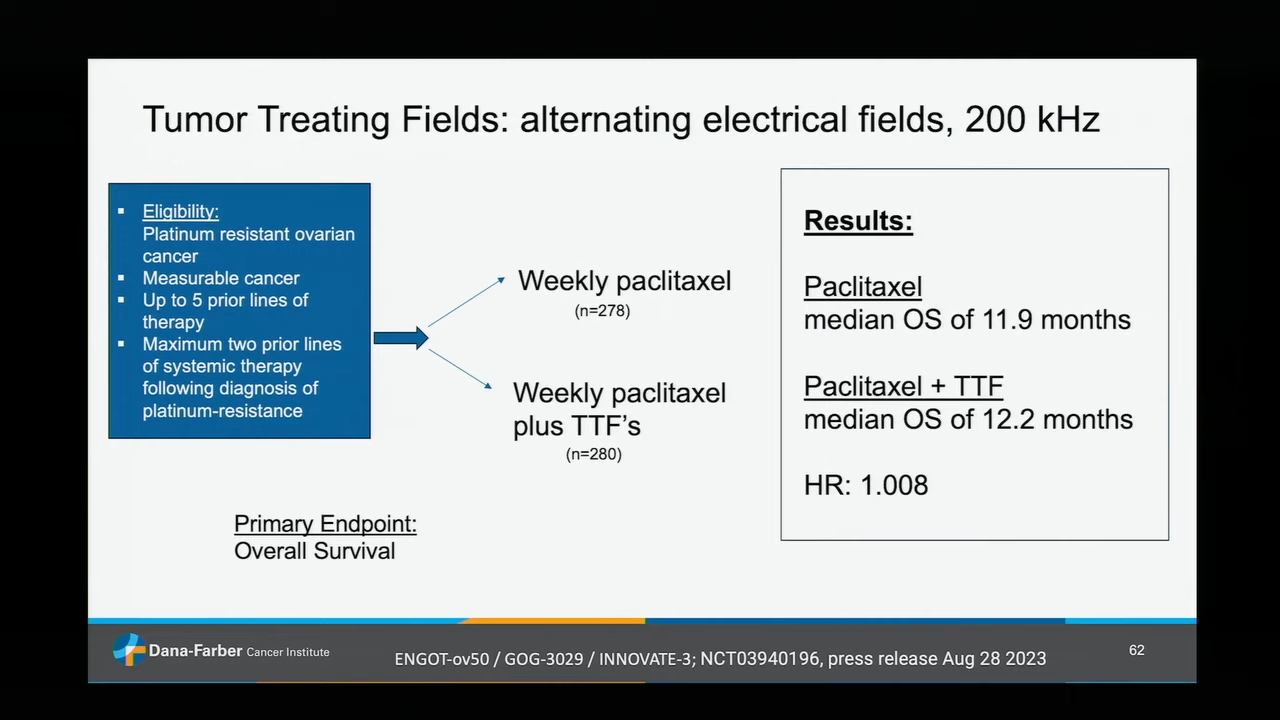 Tumor Treating Fields: alternating electrical fields, 200 kHz
▪ Eligibility:
Platinum resistant ovarian
cancer
▪ Measurable cancer
▪ Up to 5 prior lines of
therapy
▪ Maximum two prior lines
of systemic therapy
following diagnosis of
platinum-resistance
Weekly paclitaxel
(n=278)
Weekly paclitaxel
plus TTF’s
(n=280)
Primary Endpoint:
Overall Survival
Results:
Paclitaxel
median OS of 11.9 months
Paclitaxel + TTF
median OS of 12.2 months
HR: 1.008
Dana-Farber Cancer Institute
ENGOT-ov50 / GOG-3029 / INNOVATE-3; NCT03940196, press release Aug 28 2023
62